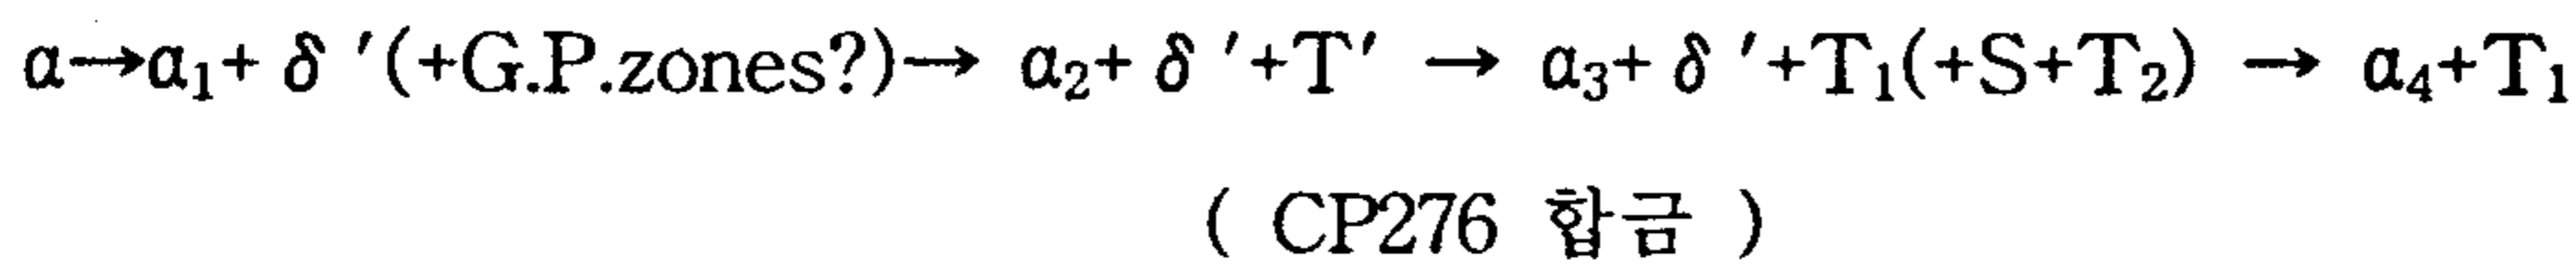 α→α₁+ δ ′(+G.P.zones?)→ α₂+ δ ′+T′ → α₃+ δ ′+T₁(+S+T₂) → α₄+T₁
( CP276 합금 )